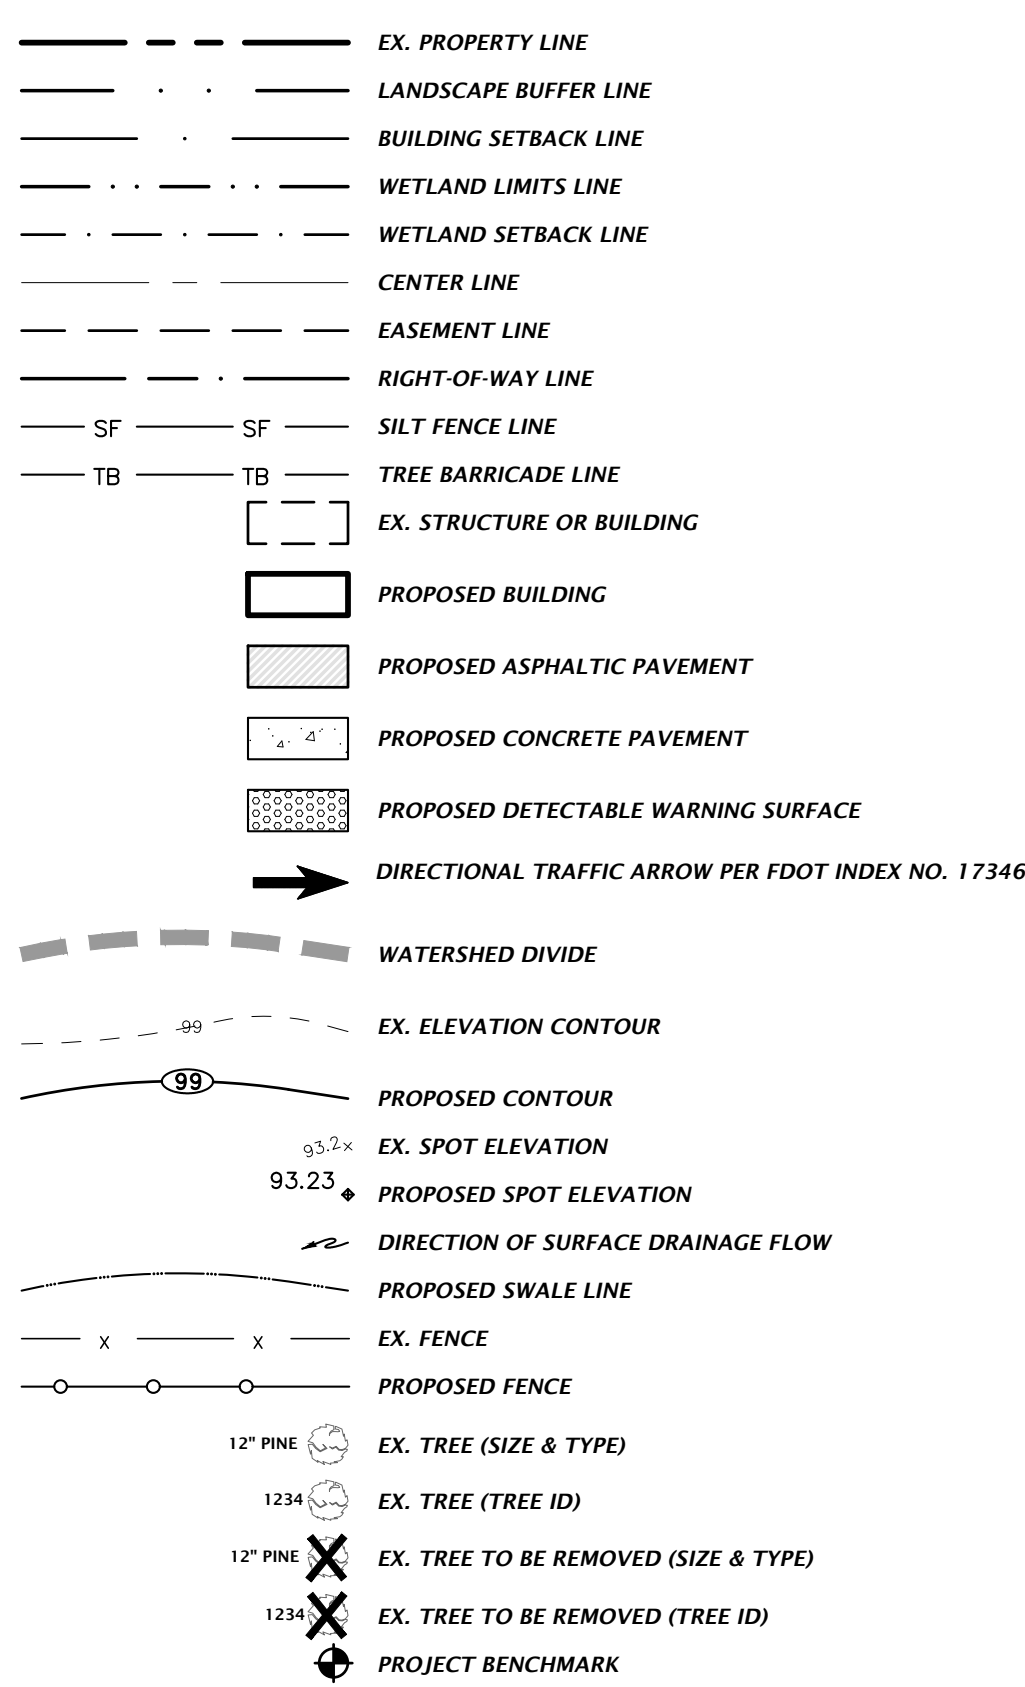 EX. PROPERTY LINE
LANDSCAPE BUFFER LINE
BUILDING SETBACK LINE
WETLAND LIMITS LINE
WETLAND SETBACK LINE
CENTER LINE
EASEMENT LINE
RIGHT-OF-WAY LINE
SF SF SILT FENCE LINE
TB TB TREE BARRICADE LINE
EX. STRUCTURE OR BUILDING
PROPOSED BUILDING
PROPOSED ASPHALTIC PAVEMENT
PROPOSED CONCRETE PAVEMENT
PROPOSED DETECTABLE WARNING SURFACE
DIRECTIONAL TRAFFIC ARROW PER FDOT INDEX NO. 17346
WATERSHED DIVIDE
99 EX. ELEVATION CONTOUR
99 PROPOSED CONTOUR
93.2x EX. SPOT ELEVATION
93.23 PROPOSED SPOT ELEVATION
DIRECTION OF SURFACE DRAINAGE FLOW
PROPOSED SWALE LINE
x x EX. FENCE
PROPOSED FENCE
12" PINE EX. TREE (SIZE & TYPE)
1234 EX. TREE (TREE ID)
12" PINE EX. TREE TO BE REMOVED (SIZE & TYPE)
1234 EX. TREE TO BE REMOVED (TREE ID)
PROJECT BENCHMARK